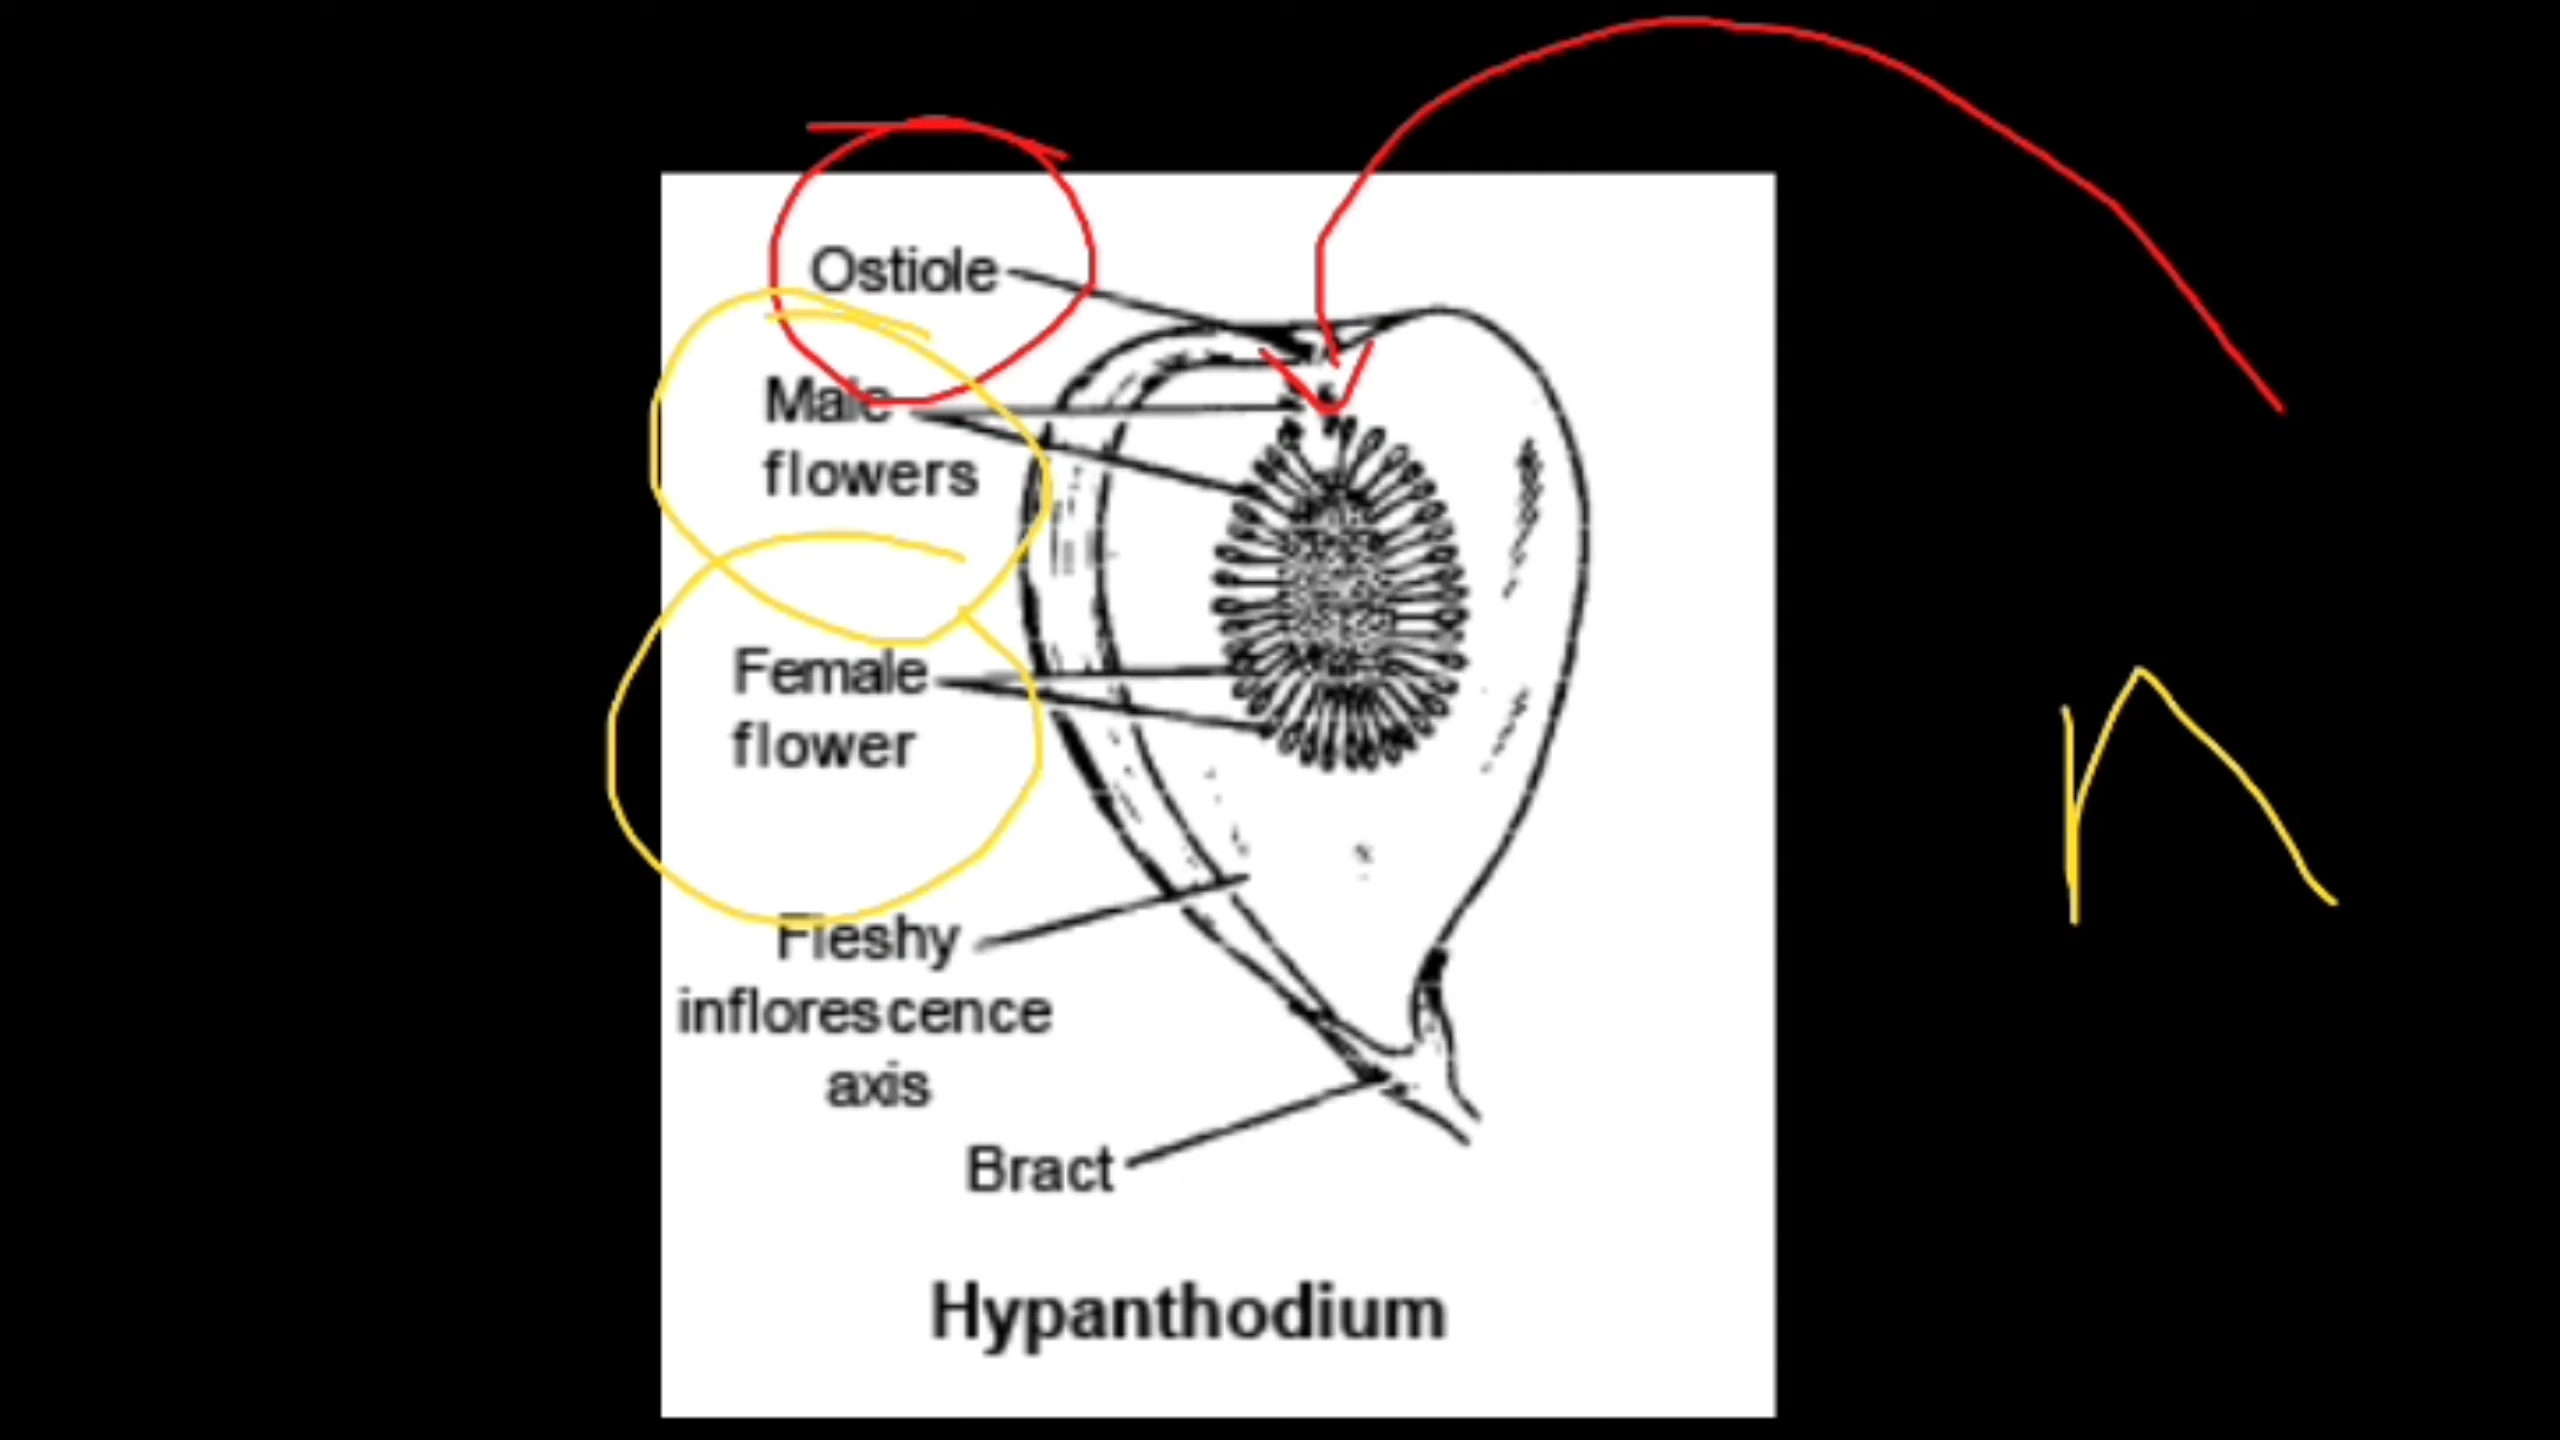 Ostiole
Male
flowers
Female
flower
Fleshy
inflorescence
axis
Bract
Hypanthodium
n